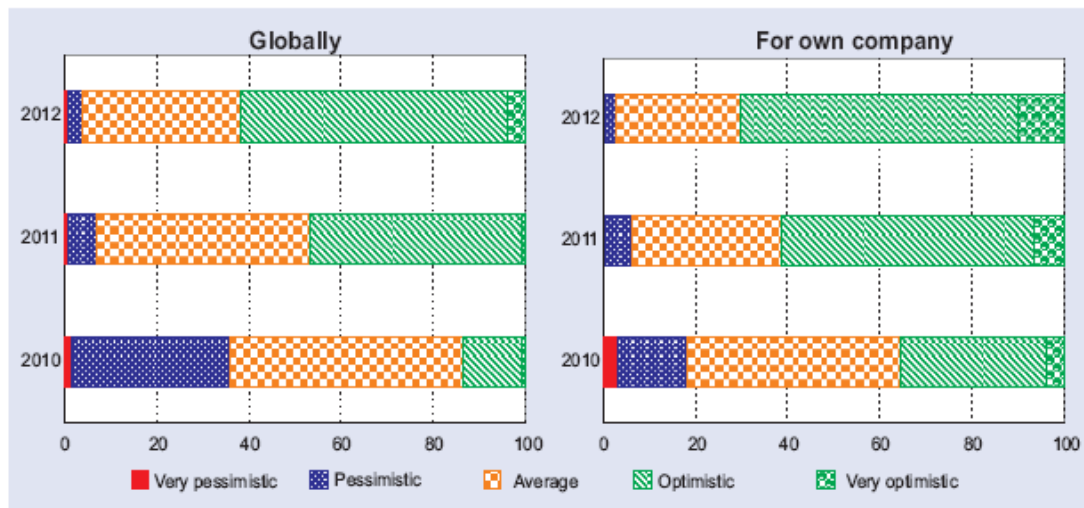 Globally
2012
2011
2010
0 20 40 60 80 100
For own company
2012
2011
2010
0 20 40 60 80 100
Very pessimistic Pessimistic Average Optimistic Very optimistic